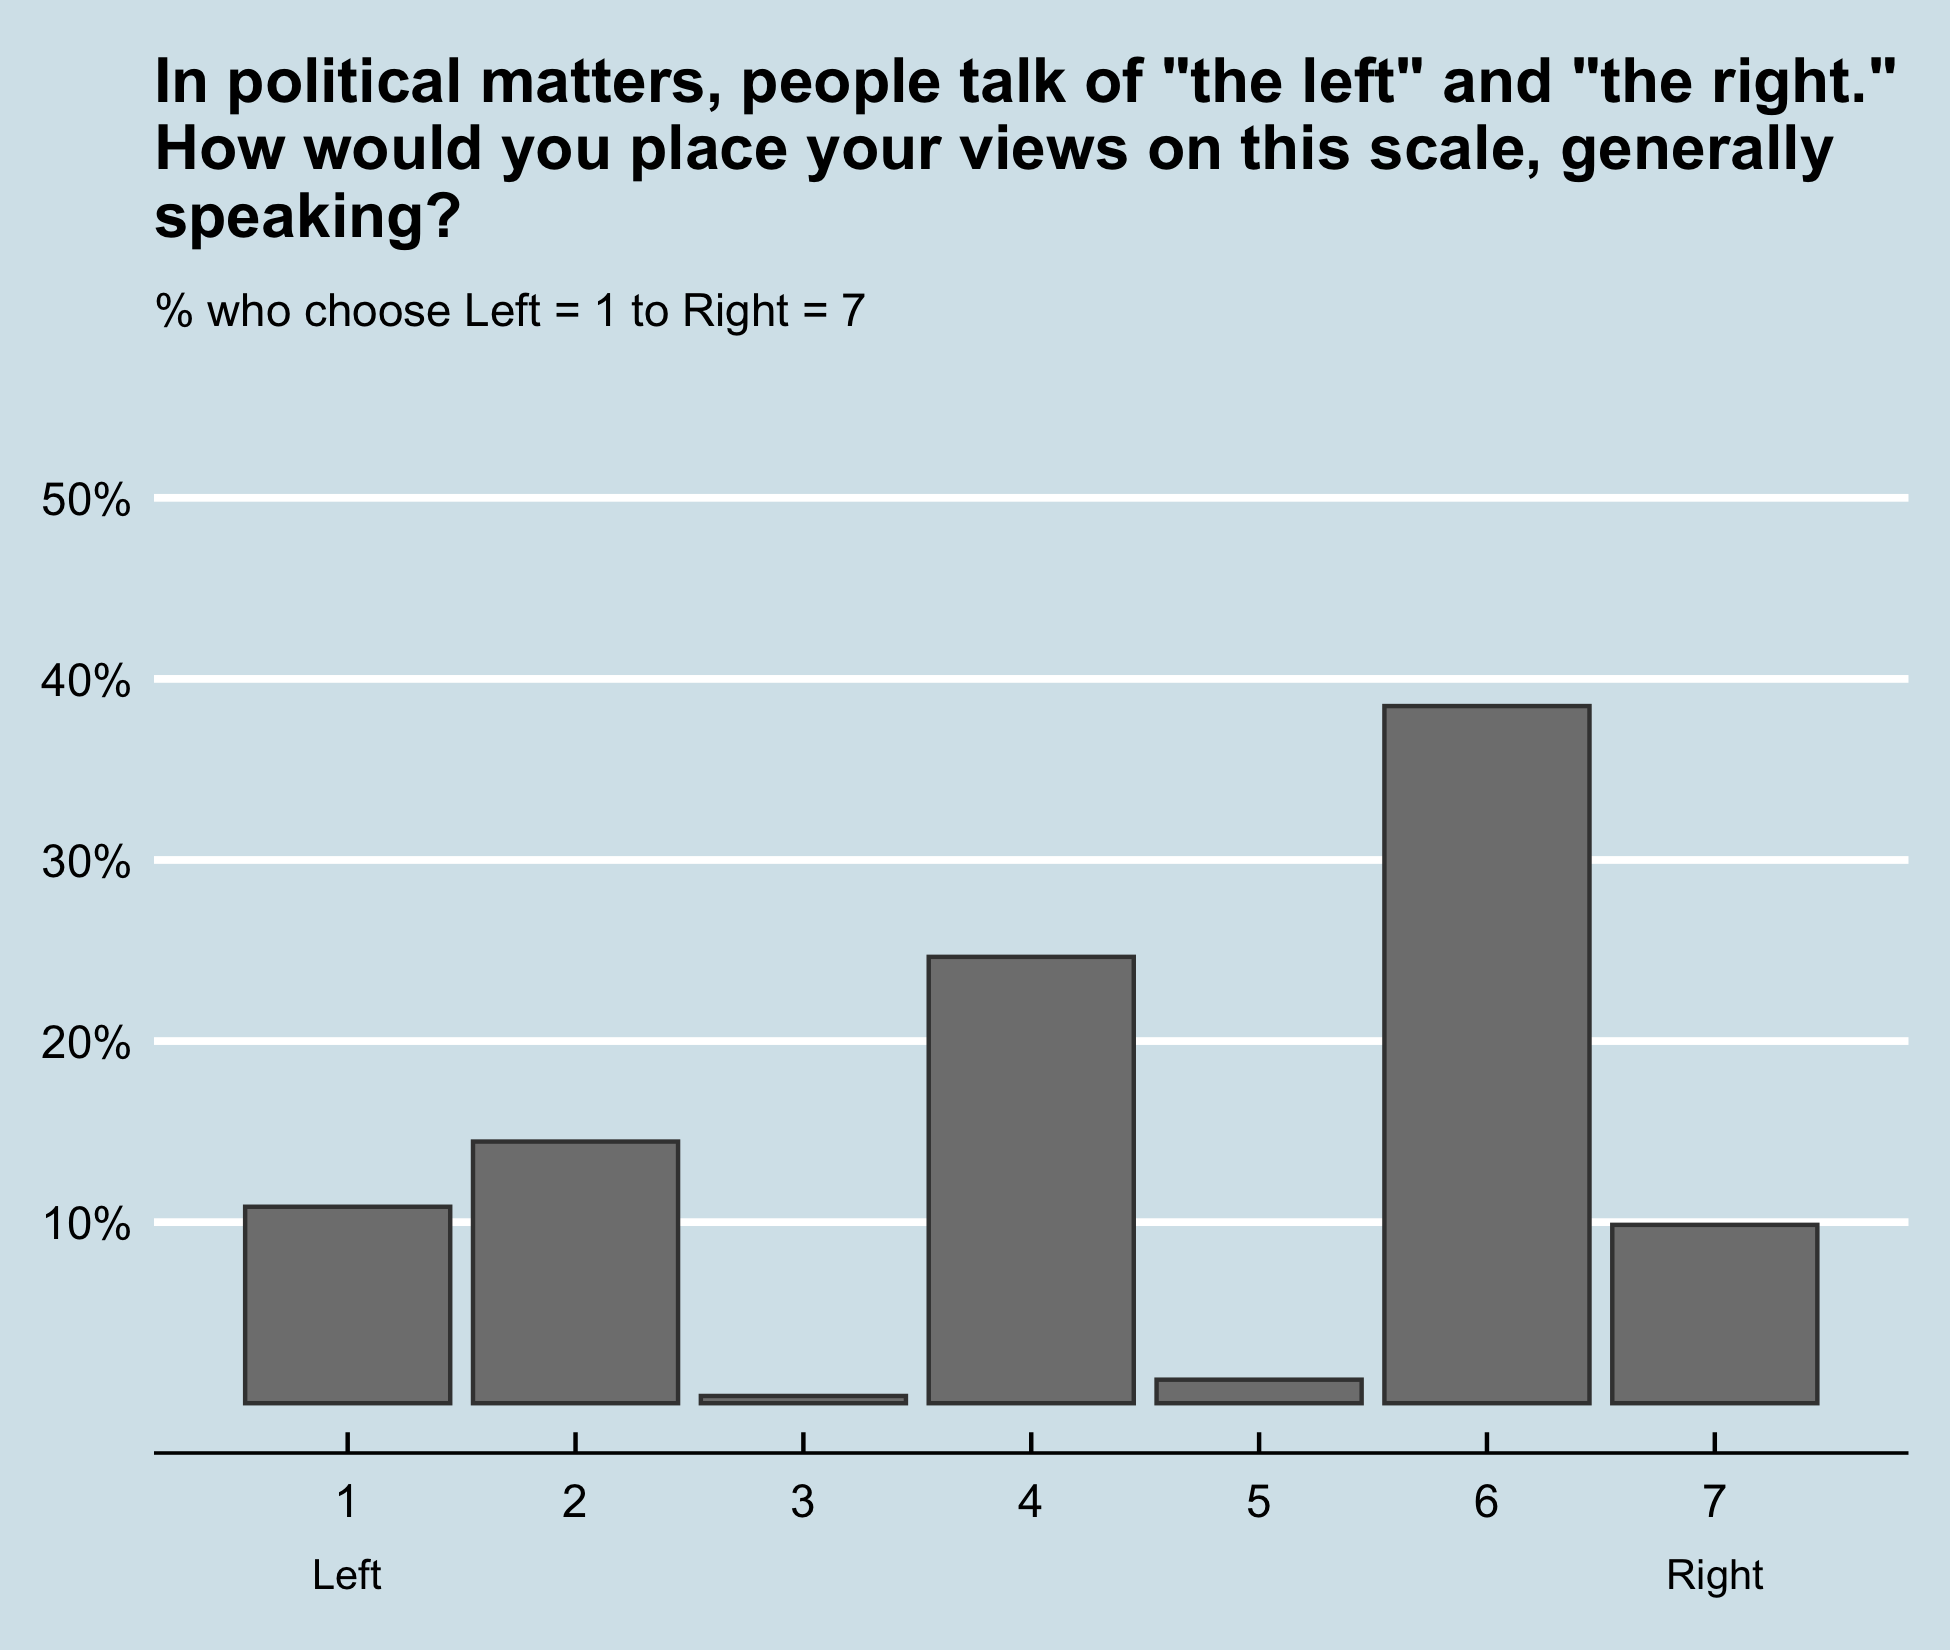 In political matters, people talk of "the left" and "the right."
How would you place your views on this scale, generally
speaking?
% who choose Left = 1 to Right = 7
50%
40%
30%
20%
10%
1 2 3 4 5 6 7
Left Right